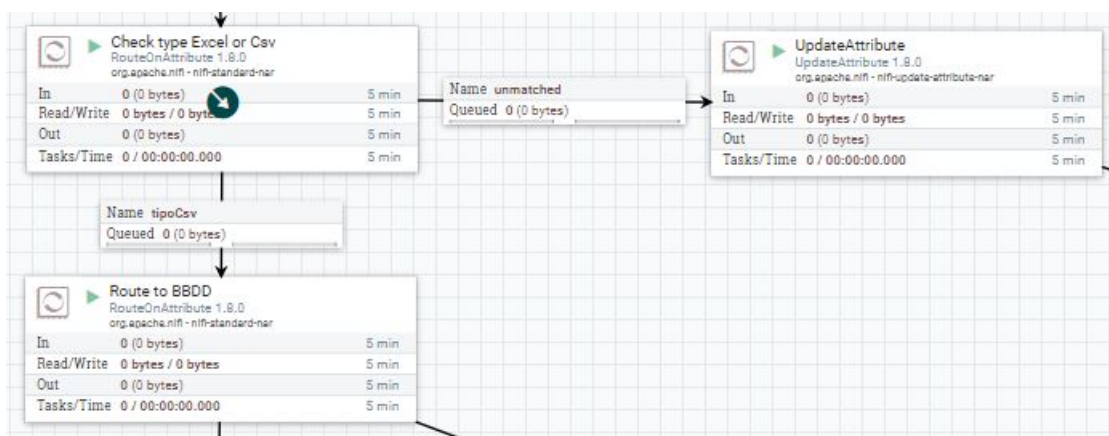 Check type Excel or Csv
RouteOnAttribute 1.8.0
org.apache.nifi - nifi-standard-nar
In 0 (0 bytes) 5 min
Read/Write 0 bytes / 0 bytes 5 min
Out 0 (0 bytes) 5 min
Tasks/Time 0 / 00:00:00.000 5 min
Name unmatched
Queued 0 (0 bytes)
UpdateAttribute
UpdateAttribute 1.8.0
org.apache.nifi - nifi-update-attribute-nar
In 0 (0 bytes) 5 min
Read/Write 0 bytes / 0 bytes 5 min
Out 0 (0 bytes) 5 min
Tasks/Time 0 / 00:00:00.000 5 min
Name tipoCsv
Queued 0 (0 bytes)
Route to BBDD
RouteOnAttribute 1.8.0
org.apache.nifi - nifi-standard-nar
In 0 (0 bytes) 5 min
Read/Write 0 bytes / 0 bytes 5 min
Out 0 (0 bytes) 5 min
Tasks/Time 0 / 00:00:00.000 5 min